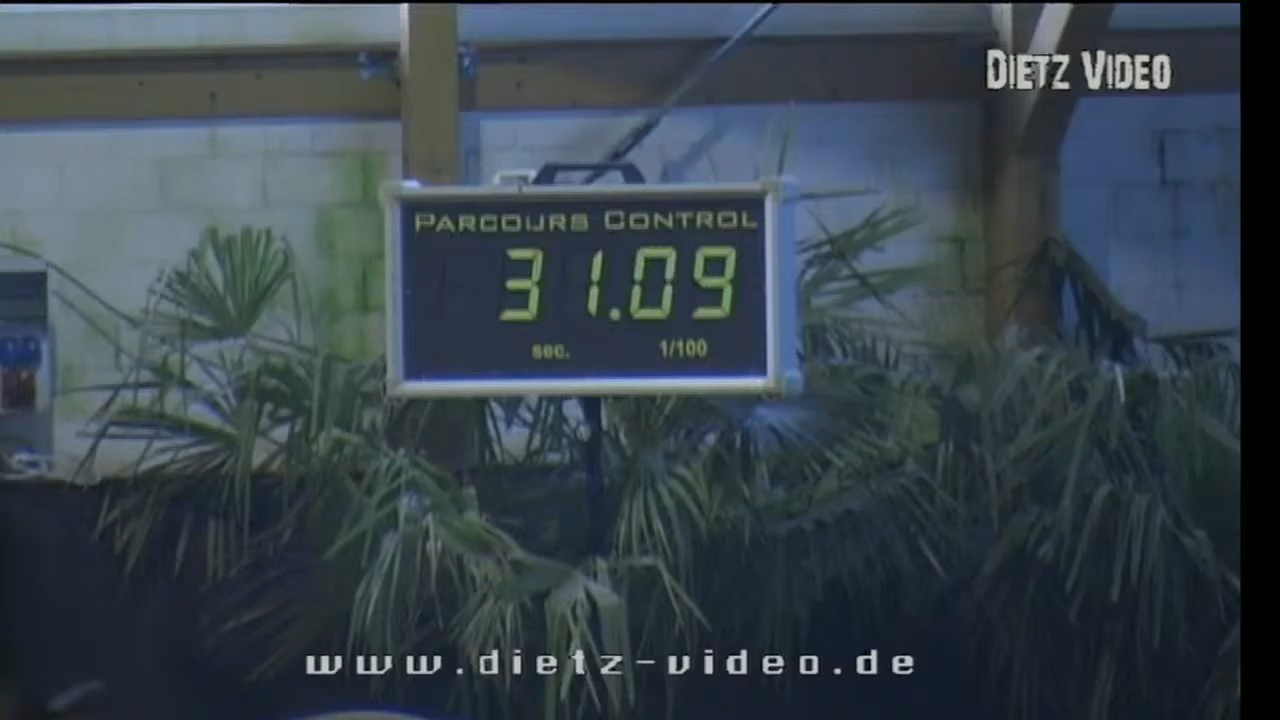 DIETZ VIDEO
PARCOURS CONTROL
31.09
sec. 1/100
www.dietz-video.de